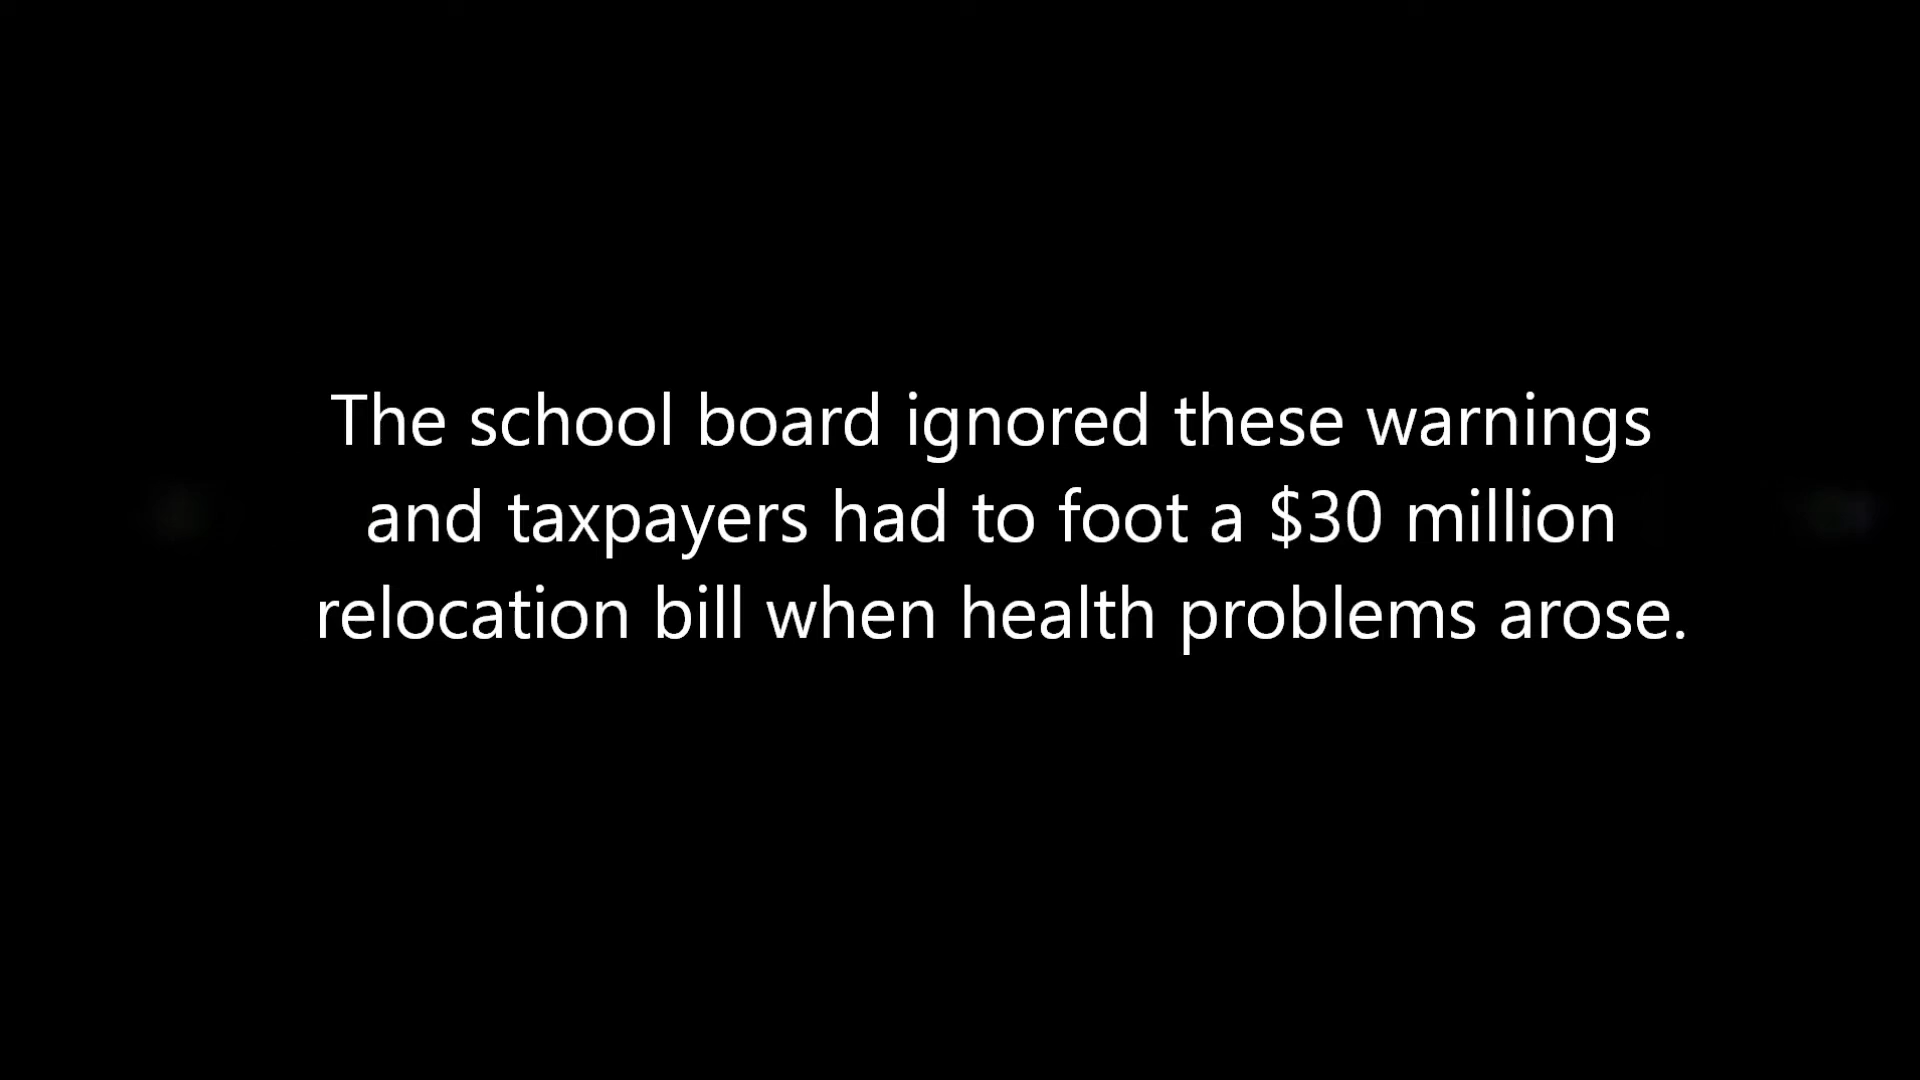 The school board ignored these warnings
and taxpayers had to foot a $30 million
relocation bill when health problems arose.